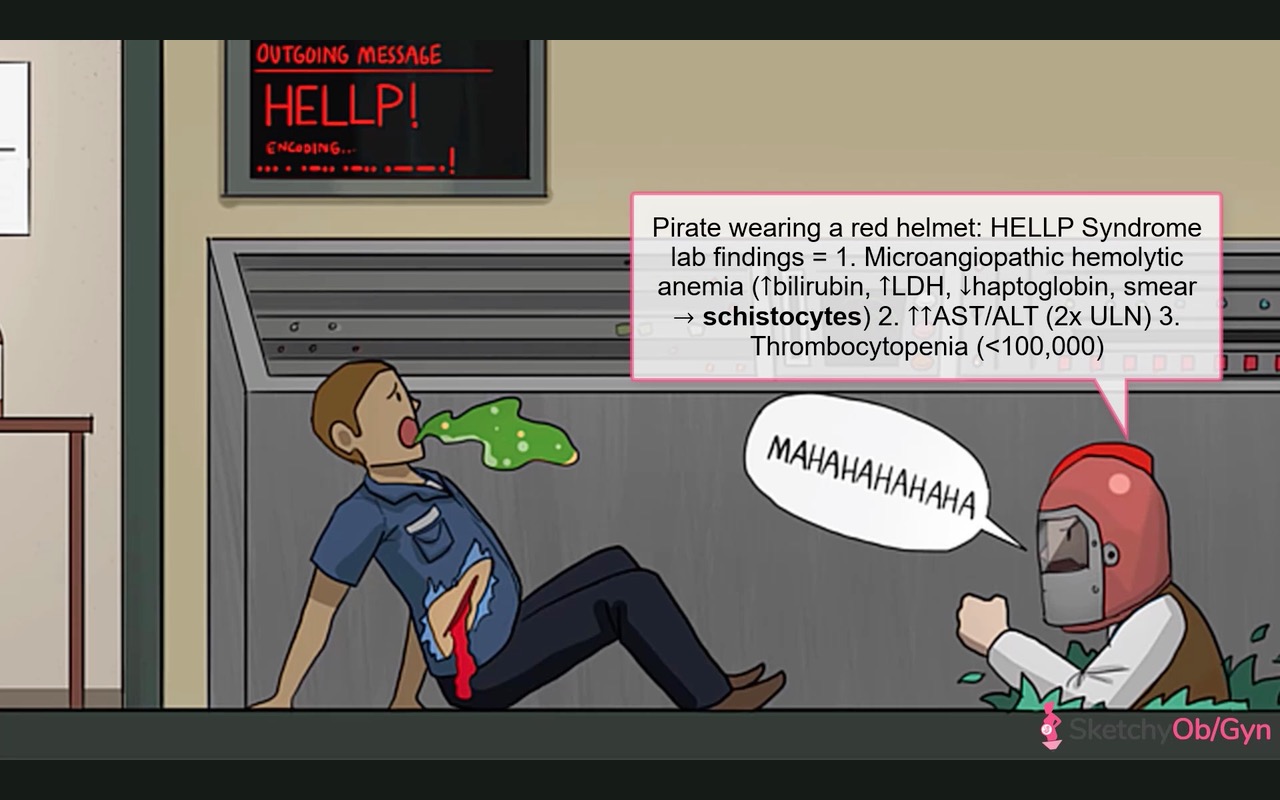 OUTGOING MESSAGE
HELLP!
ENCODING...
.... . .-.. .-.. .--. !
Pirate wearing a red helmet: HELLP Syndrome
lab findings = 1. Microangiopathic hemolytic
anemia (↑bilirubin, ↑LDH, ↓haptoglobin, smear
→ schistocytes) 2. ↑↑AST/ALT (2x ULN) 3.
Thrombocytopenia (<100,000)
MAHAHAHAHAHA
SketchyOb/Gyn